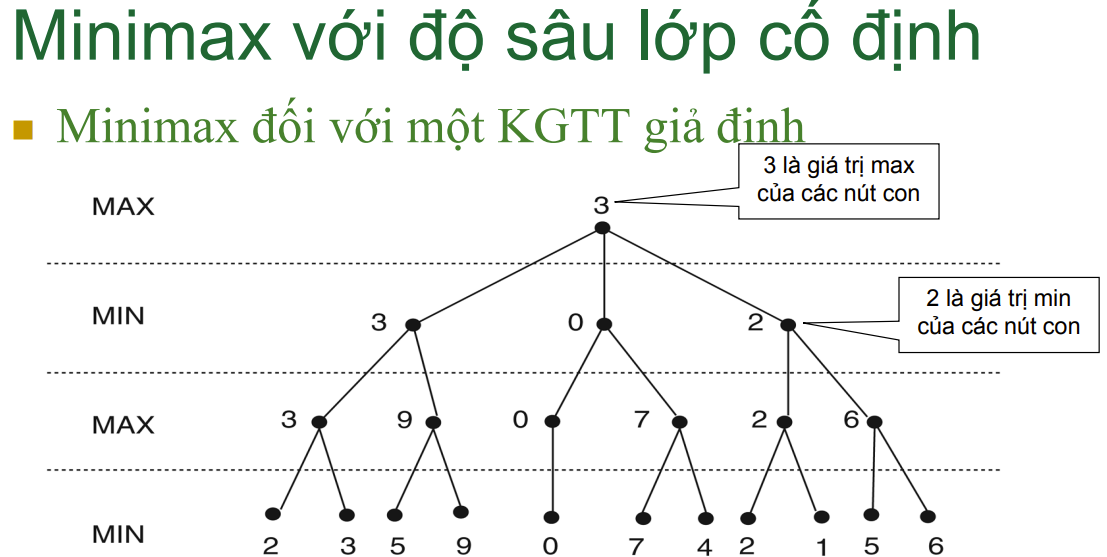 Minimax với độ sâu lớp cố định
Minimax đối với một KGTT giả định
3 là giá trị max
của các nút con
MAX
3
2 là giá trị min
của các nút con
MIN
3 0 2
MAX
3 9 0 7 2 6
MIN
2 3 5 9 0 7 4 2 1 5 6